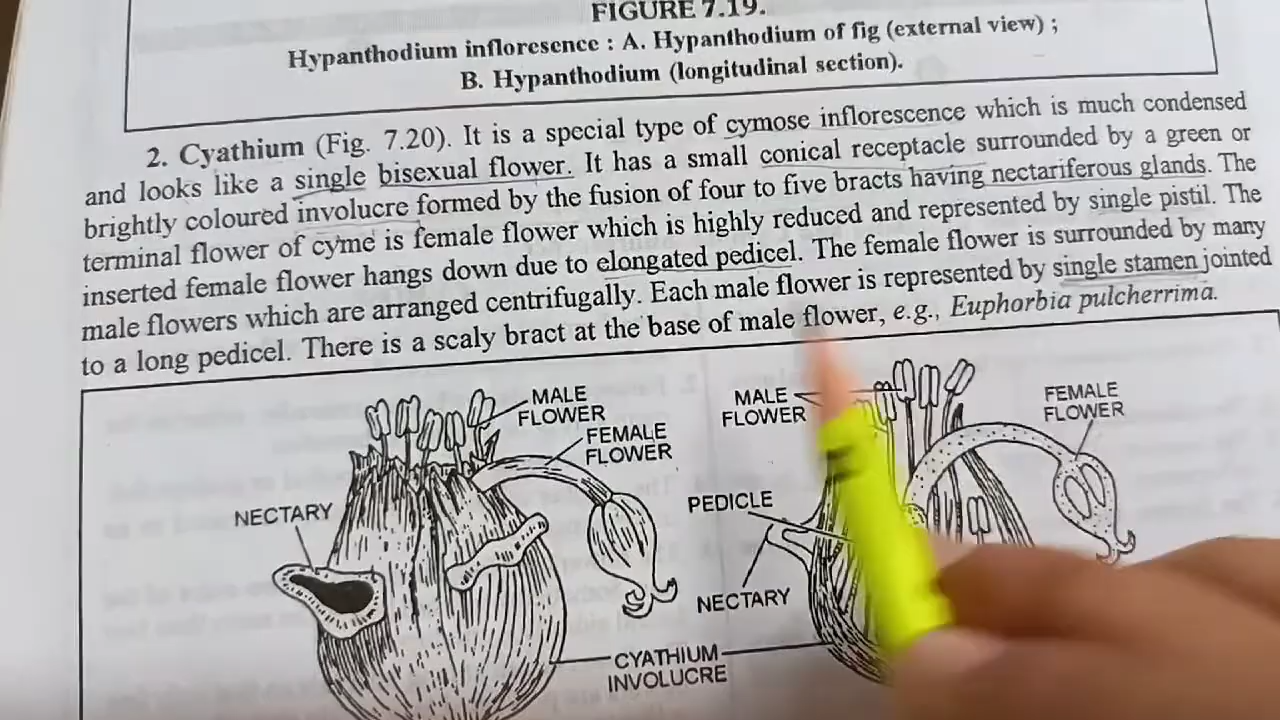 FIGURE 7.19.
Hypanthodium infloresence : A. Hypanthodium of fig (external view) ;
B. Hypanthodium (longitudinal section).
2. Cyathium (Fig. 7.20). It is a special type of cymose inflorescence which is much condensed
and looks like a single bisexual flower. It has a small conical receptacle surrounded by a green or
brightly coloured involucre formed by the fusion of four to five bracts having nectariferous glands. The
terminal flower of cyme is female flower which is highly reduced and represented by single pistil. The
inserted female flower hangs down due to elongated pedicel. The female flower is surrounded by many
male flowers which are arranged centrifugally. Each male flower is represented by single stamen jointed
to a long pedicel. There is a scaly bract at the base of male flower, e.g., Euphorbia pulcherrima.
MALE
FLOWER
FEMALE
FLOWER
NECTARY
MALE
FLOWER
FEMALE
FLOWER
PEDICLE
NECTARY
CYATHIUM
INVOLUCRE